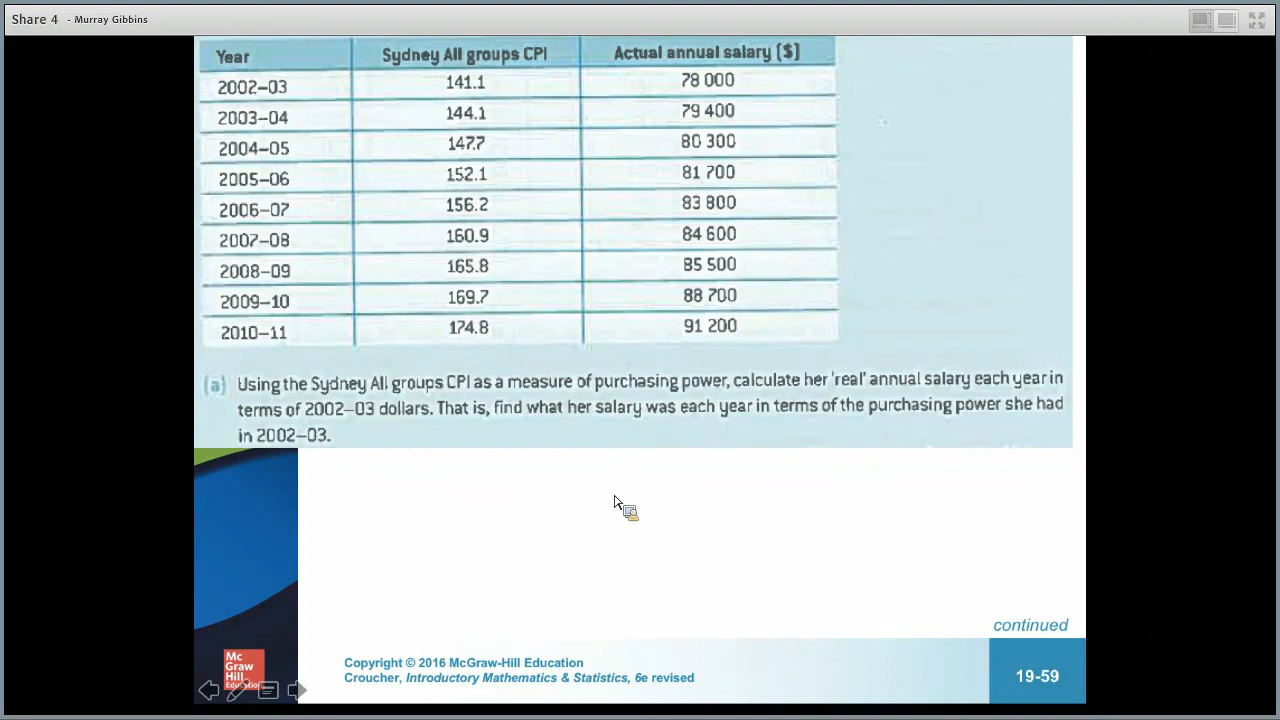 Share 4 - Murray Gibbins
Year Sydney All groups CPI Actual annual salary ($)
2002–03 141.1 78 000
2003–04 144.1 79 400
2004–05 147.7 80 300
2005–06 152.1 81 700
2006–07 156.2 83 800
2007–08 160.9 84 600
2008–09 165.8 85 500
2009–10 169.7 88 700
2010–11 174.8 91 200
(a) Using the Sydney All groups CPI as a measure of purchasing power, calculate her 'real' annual salary each year in
terms of 2002–03 dollars. That is, find what her salary was each year in terms of the purchasing power she had
in 2002–03.
continued
Mc
Graw
Hill
Education
Copyright © 2016 McGraw-Hill Education
Croucher, Introductory Mathematics & Statistics, 6e revised
19-59